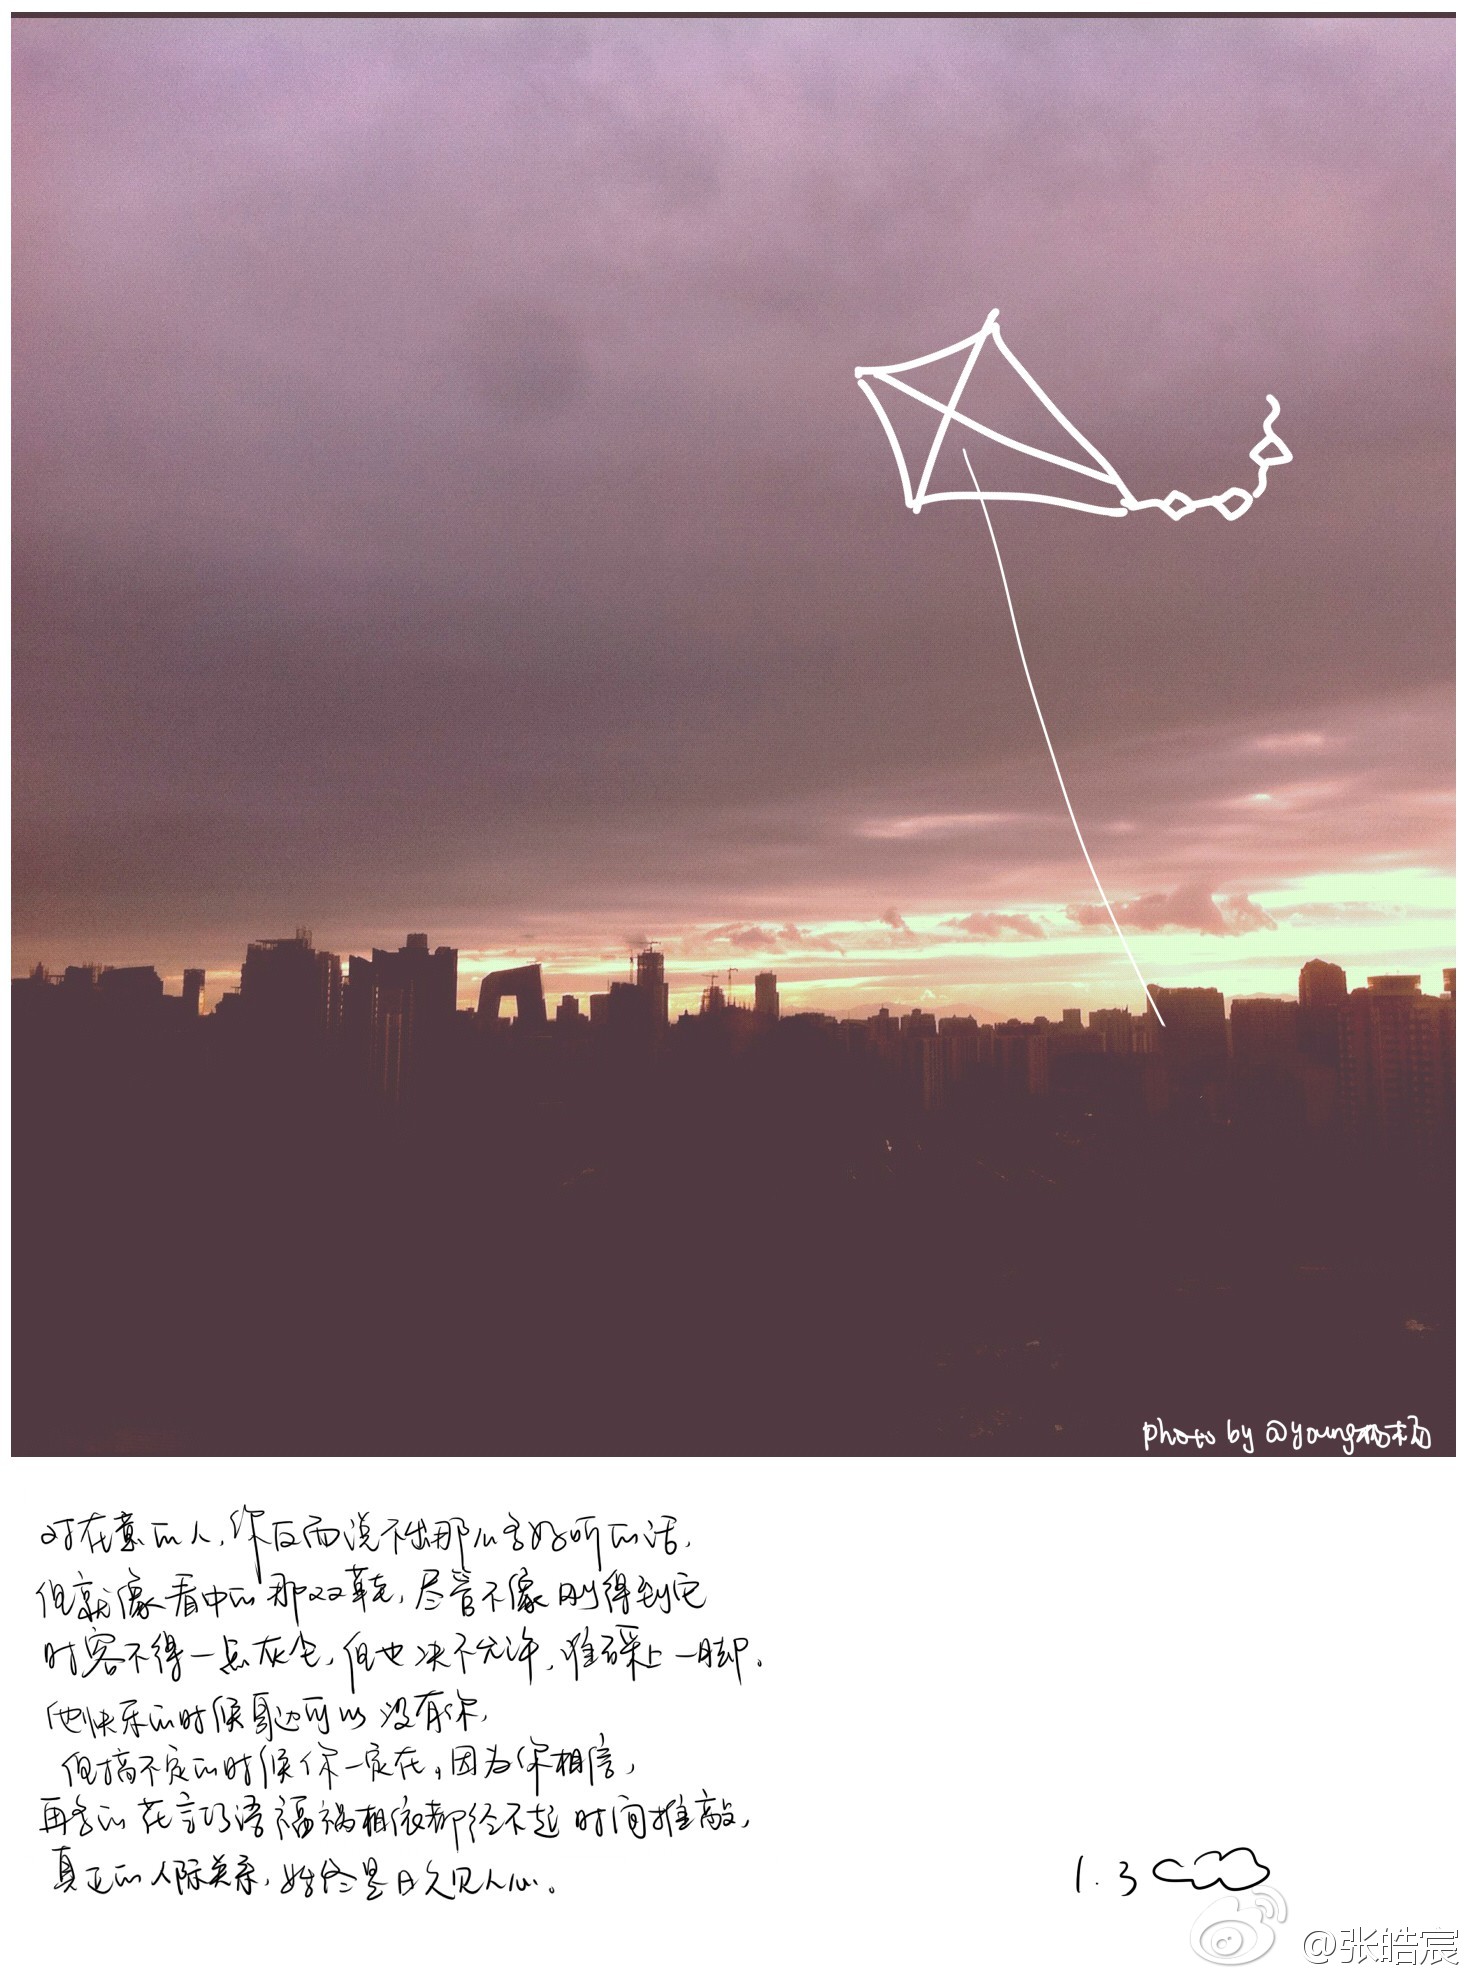 photo by @young杨杨
对在意的人，你反而说不出那么多好听的话，
但就像看中的那双鞋，尽管不像刚得到它
时容不得一点灰尘，但也决不允许，谁踩上一脚。
他快乐的时候身边可以没有你，
但搞不定的时候你一定在。因为你相信，
再多的花言巧语福祸相依都经不起时间推敲，
真正的人际关系，始终是日久见人心。
1.3
@张皓宸